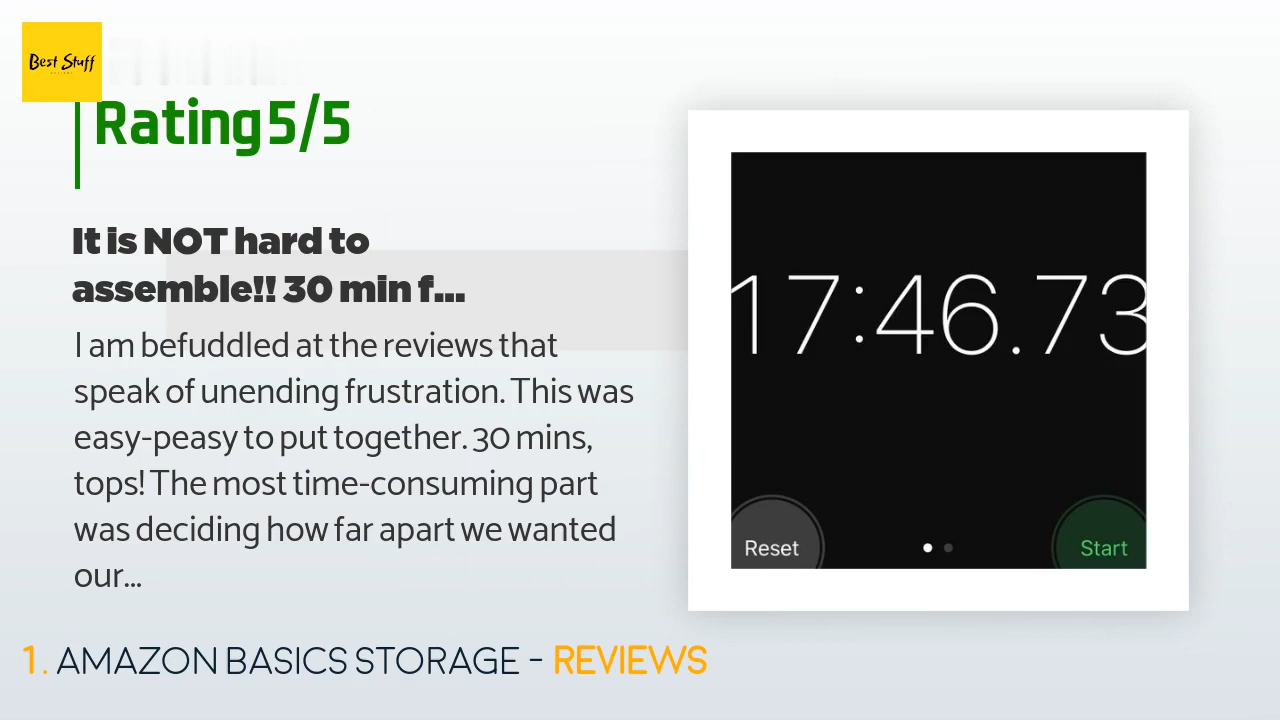 Best Stuff
Rating 5/5
It is NOT hard to
assemble!! 30 min f...
I am befuddled at the reviews that
speak of unending frustration. This was
easy-peasy to put together. 30 mins,
tops! The most time-consuming part
was deciding how far apart we wanted
our...
17:46.73
Reset
Start
1. AMAZON BASICS STORAGE - REVIEWS